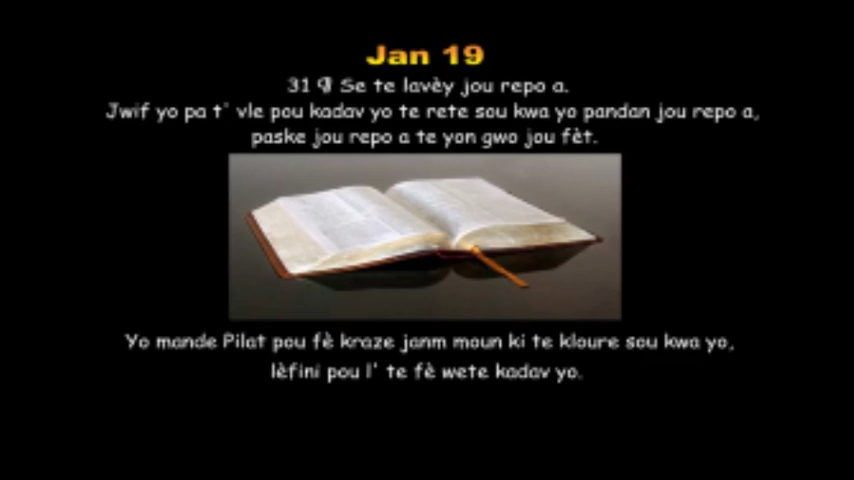 Jan 19
31 ¶ Se te lavèy jou repo a.
Jwif yo pa t' vle pou kadav yo te rete sou kwa yo pandan jou repo a,
paske jou repo a te yon gwo jou fèt.
Yo mande Pilat pou fè kraze janm moun ki te kloure sou kwa yo,
lèfini pou l' te fè wete kadav yo.